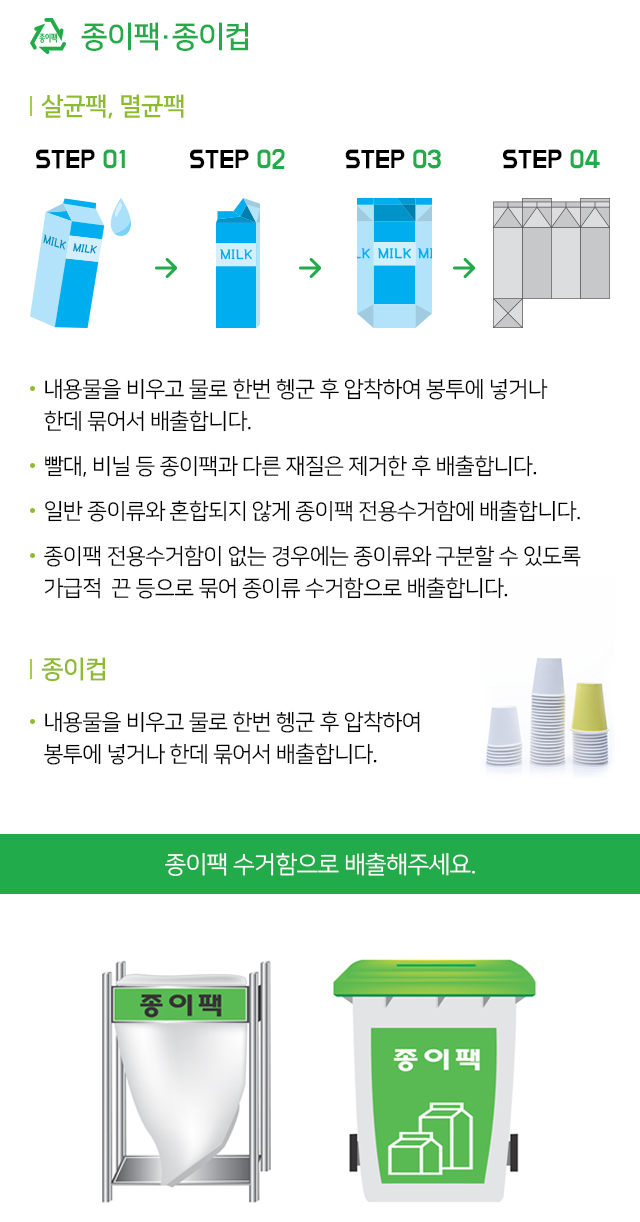 종이팩
종이팩·종이컵
살균팩, 멸균팩
STEP 01
STEP 02
STEP 03
STEP 04
MILK
MILK
MILK
LK
MILK
MI
• 내용물을 비우고 물로 한번 헹군 후 압착하여 봉투에 넣거나
한데 묶어서 배출합니다.
• 빨대, 비닐 등 종이팩과 다른 재질은 제거한 후 배출합니다.
• 일반 종이류와 혼합되지 않게 종이팩 전용수거함에 배출합니다.
• 종이팩 전용수거함이 없는 경우에는 종이류와 구분할 수 있도록
가급적 끈 등으로 묶어 종이류 수거함으로 배출합니다.
종이컵
• 내용물을 비우고 물로 한번 헹군 후 압착하여
봉투에 넣거나 한데 묶어서 배출합니다.
종이팩 수거함으로 배출해주세요.
종이팩
종이팩